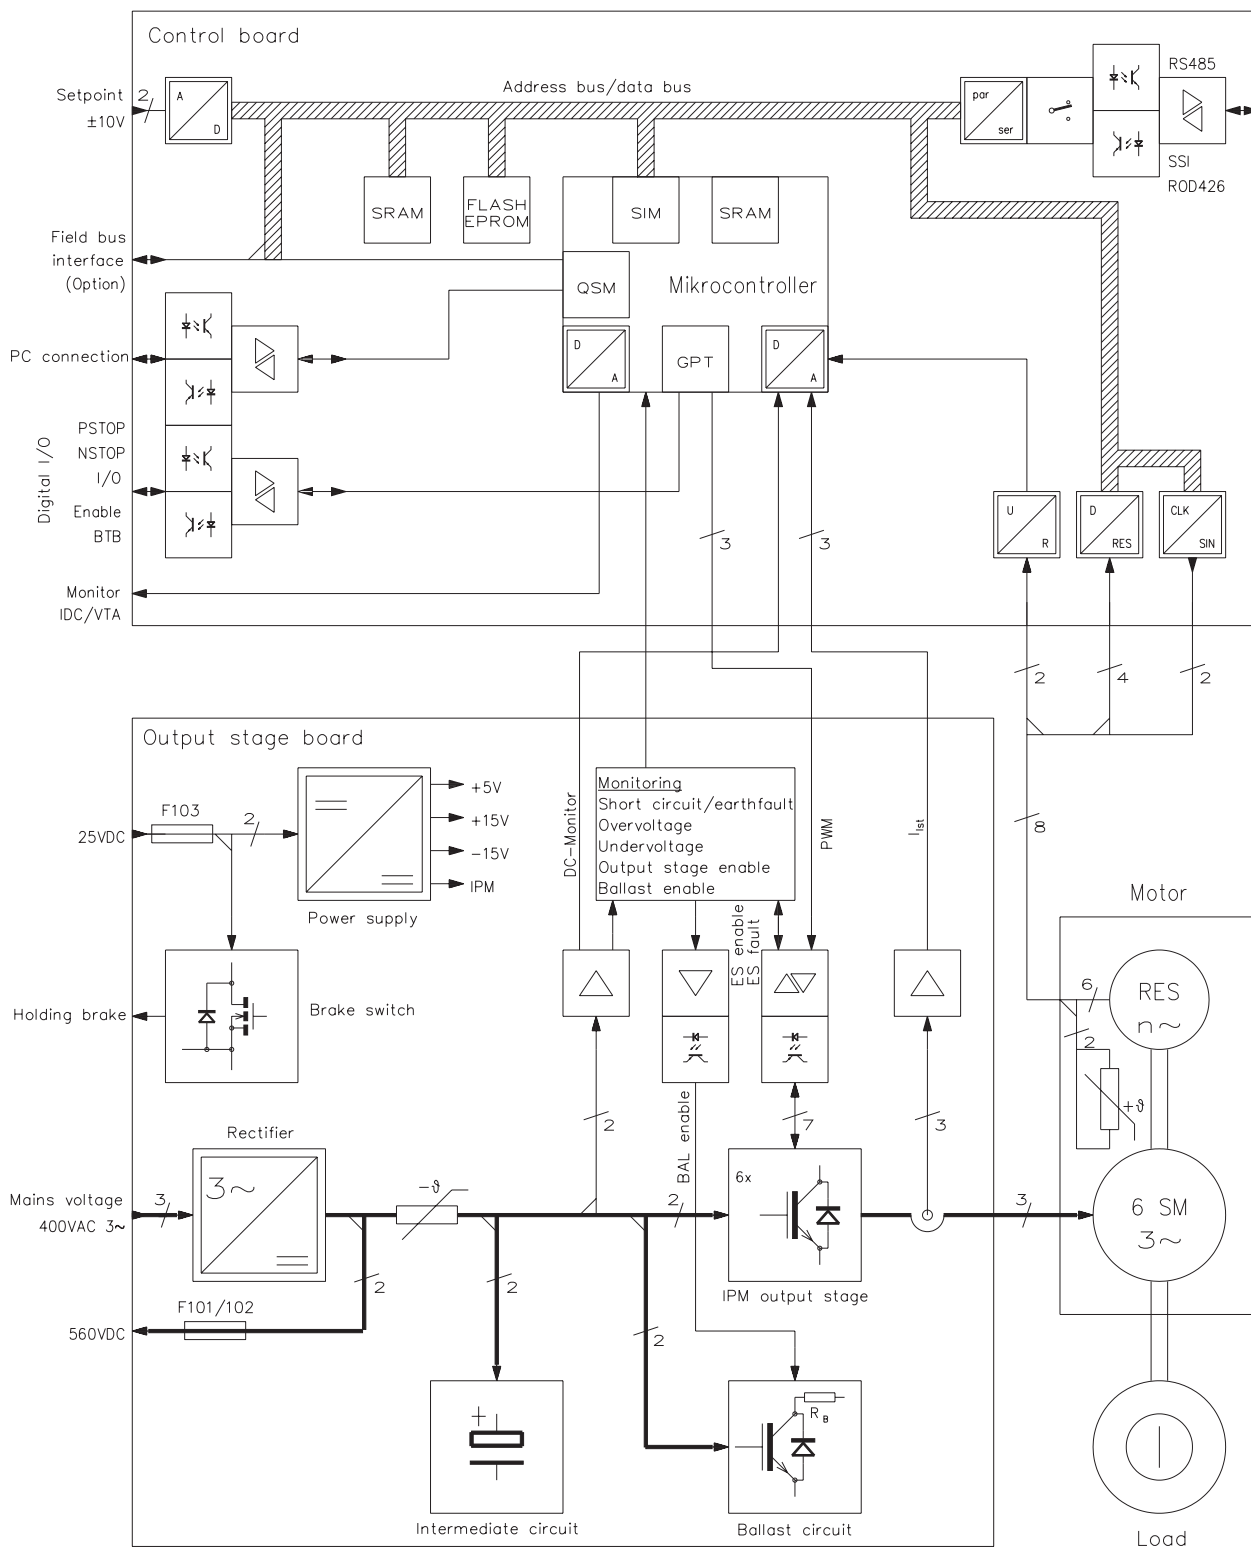 Control board
Address bus/data bus
Setpoint
±10V
2
A
D
par
ser
RS485
SSI
ROD426
SRAM
FLASH
EPROM
SIM
SRAM
Field bus
interface
(Option)
QSM
Mikrocontroller
PC connection
D
A
GPT
D
A
Digital I/O
PSTOP
NSTOP
I/O
Enable
BTB
U
R
D
RES
CLK
SIN
3
3
Monitor
IDC/VTA
2
4
2
Output stage board
25VDC
F103
2
+5V
+15V
-15V
IPM
Power supply
DC-Monitor
Monitoring
Short circuit/earthfault
Overvoltage
Undervoltage
Output stage enable
Ballast enable
PWM
I Ist
8
Motor
ES enable
ES fault
Holding brake
Brake switch
6
RES
n~
2
+ϑ
2
BAL enable
7
3
Rectifier
Mains voltage
400VAC 3~
3
3~
-ϑ
2
6x
3
6 SM
3~
IPM output stage
2
2
F101/102
560VDC
2
R B
Intermediate circuit
Ballast circuit
Load